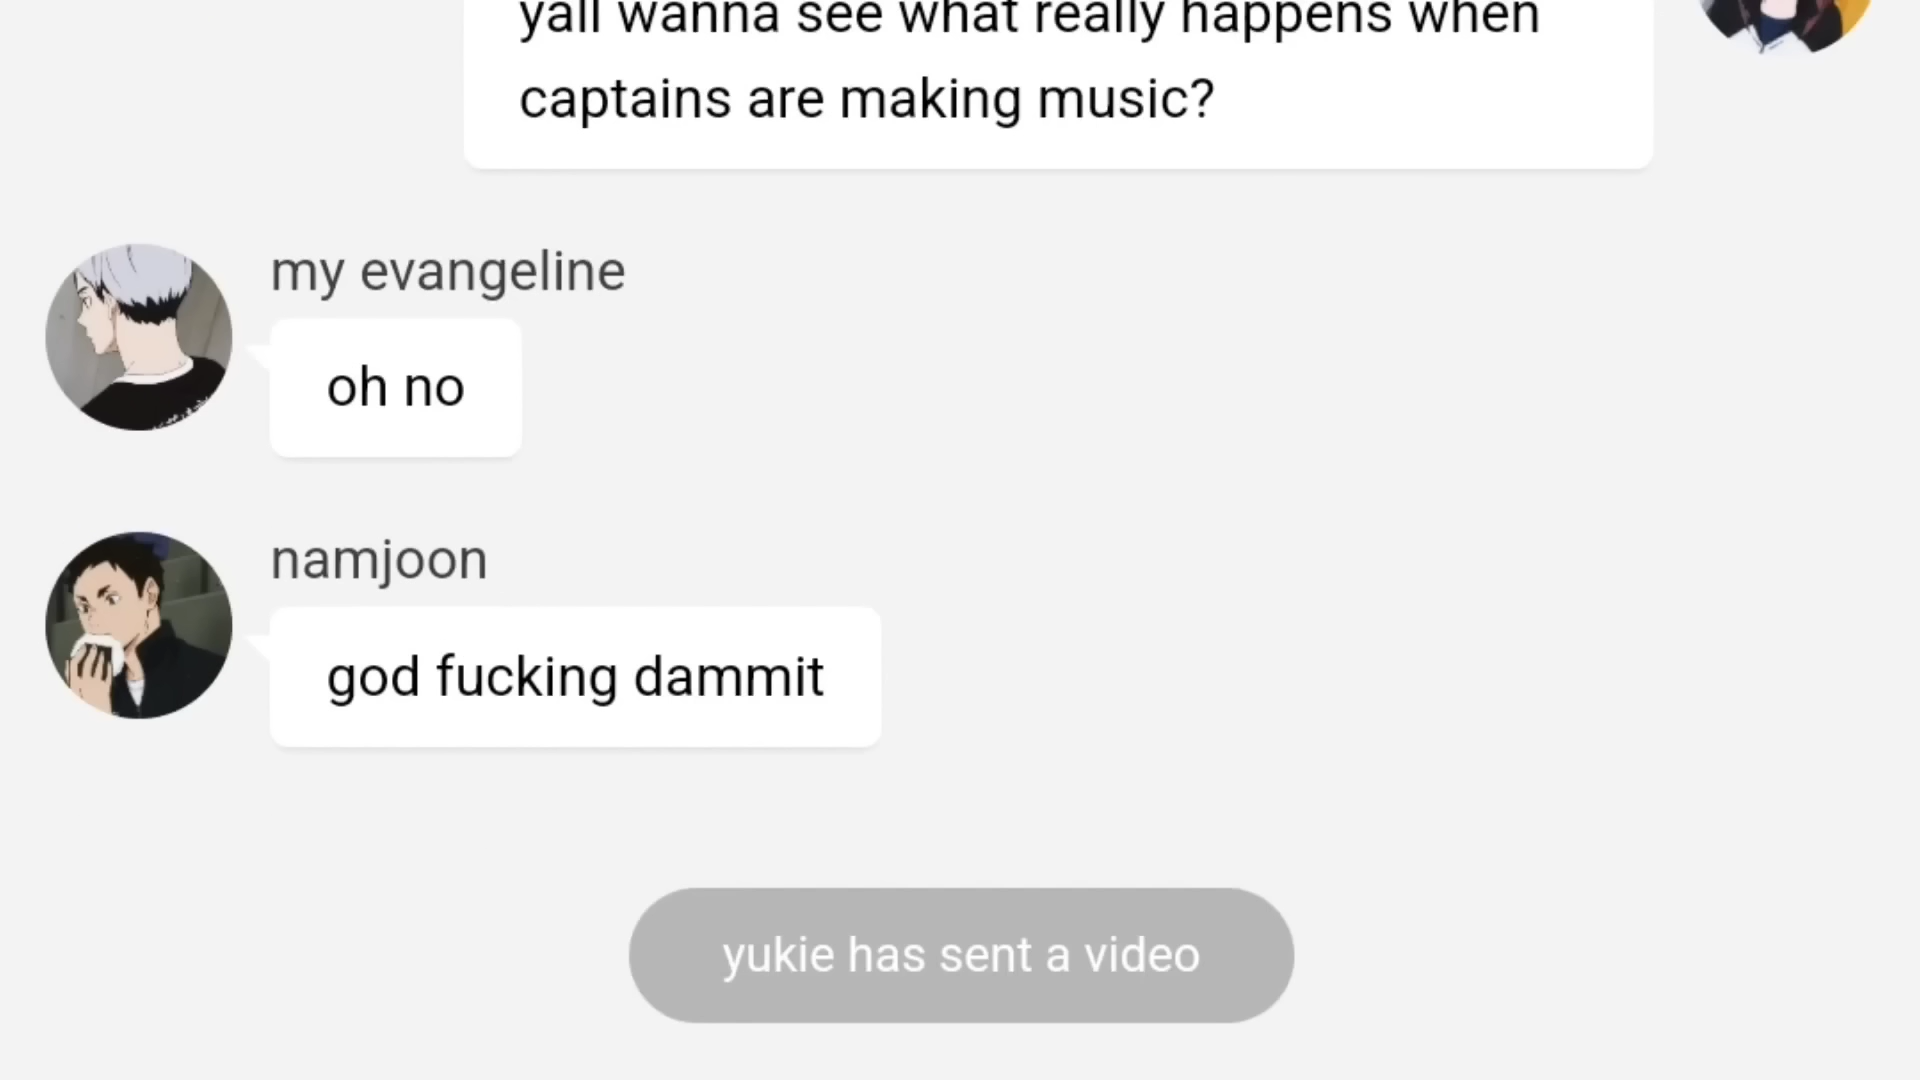 yall wanna see what really happens when
captains are making music?
my evangeline
oh no
namjoon
god fucking dammit
yukie has sent a video